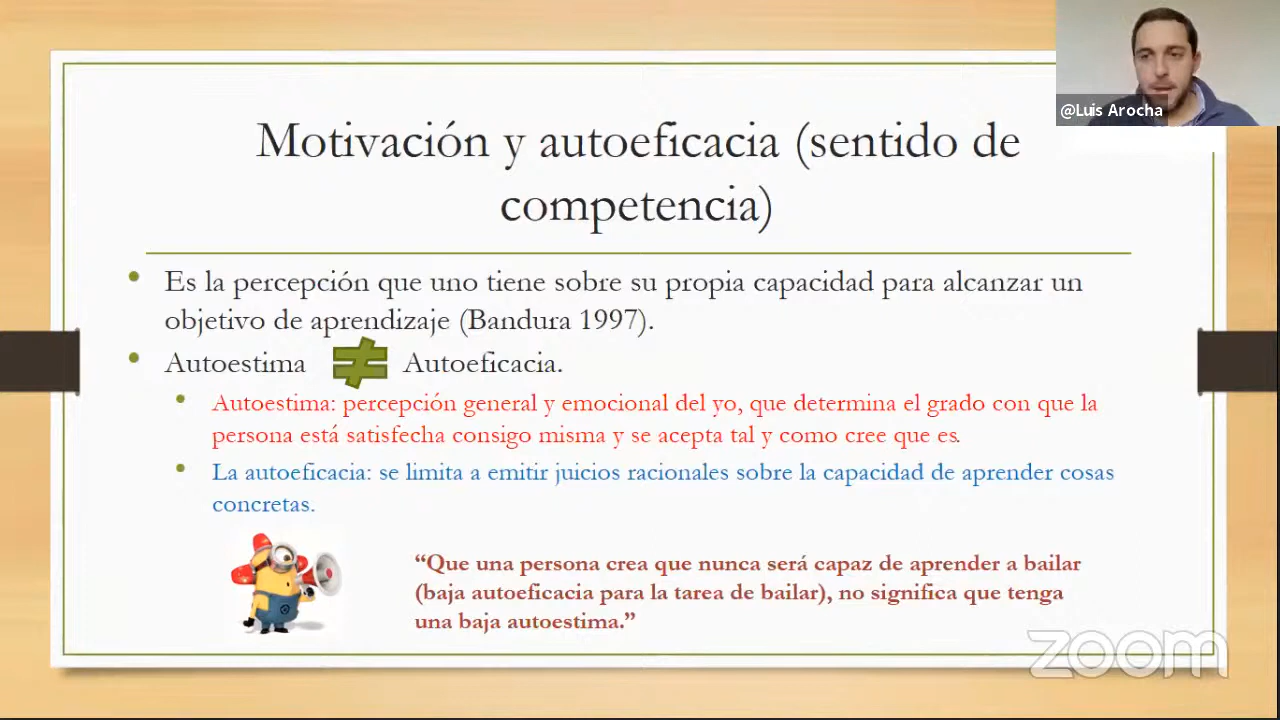 @Luis Arocha
Motivación y autoeficacia (sentido de
competencia)
• Es la percepción que uno tiene sobre su propia capacidad para alcanzar un
objetivo de aprendizaje (Bandura 1997).
• Autoestima ≠ Autoeficacia.
• Autoestima: percepción general y emocional del yo, que determina el grado con que la
persona está satisfecha consigo misma y se acepta tal y como cree que es.
• La autoeficacia: se limita a emitir juicios racionales sobre la capacidad de aprender cosas
concretas.
“Que una persona crea que nunca será capaz de aprender a bailar
(baja autoeficacia para la tarea de bailar), no significa que tenga
una baja autoestima.”
zoom